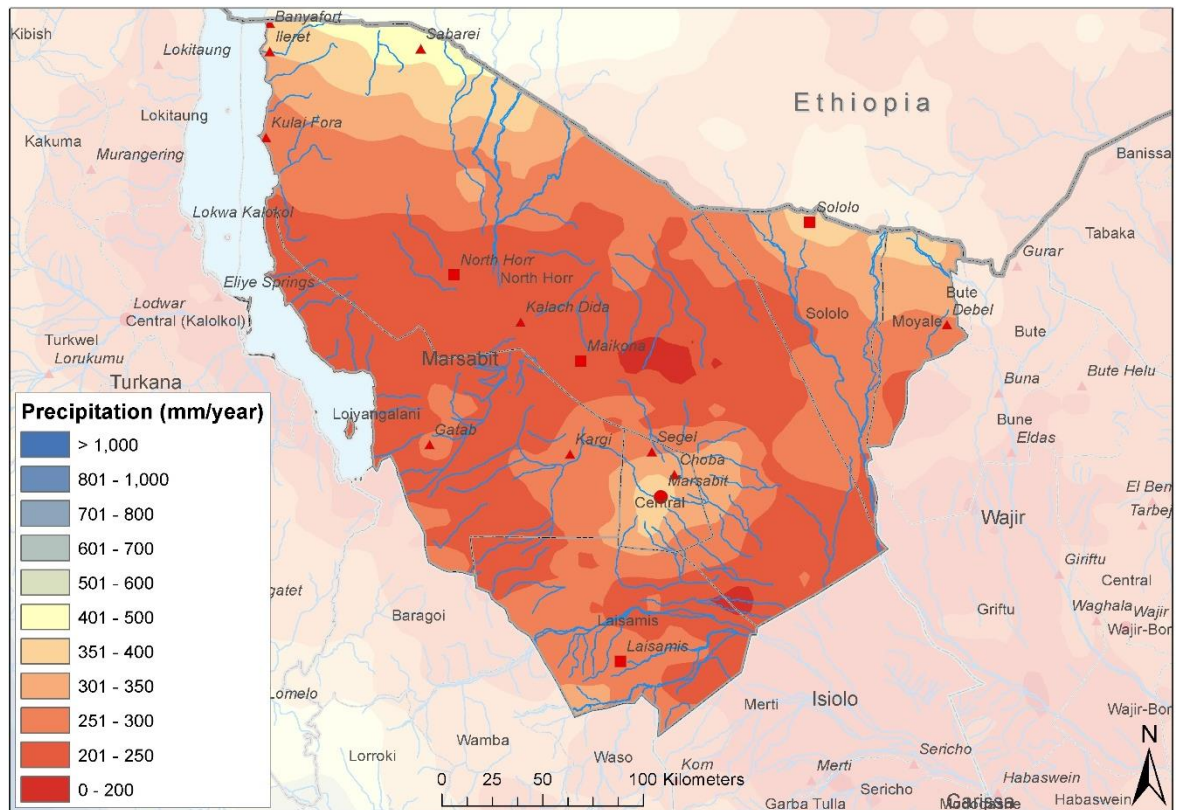 Kibish
Banyafort
Ileret
Lokitaung
Sabarei
Ethiopia
Lokitaung
Kulai Fora
Kakuma
Murangering
Banissa
Lokwa Kalokol
Sololo
Tabaka
Gurar
North Horr
North Horr
Eliye Springs
Lodwar
Central (Kalolkol)
Kalach Dida
Sololo
Moyale
Bute
Debel
Bute
Turkwel
Lorukumu
Turkana
Marsabit
Maikona
Buna
Bute Helu
Precipitation (mm/year)
> 1,000
801 - 1,000
701 - 800
601 - 700
501 - 600
401 - 500
351 - 400
301 - 350
251 - 300
201 - 250
0 - 200
Loiyangalani
Gatab
Kargi
Segel
Choba
Marsabit
Central
Bune
Eldas
El Ben
Tarbej
Wajir
Giriftu
Central
Griftu
Waghala
Wajir
Wajir-Bor
gatet
Baragoi
Laisamis
Laisamis
Lomelo
Merti
Isiolo
Wajir-Bor
Lorroki
Wamba
Waso
Korn
Merti
Sericho
Sericho
Habaswein
Habaswein
Garba Tulla
Garissa
0 25 50 100 Kilometers
N